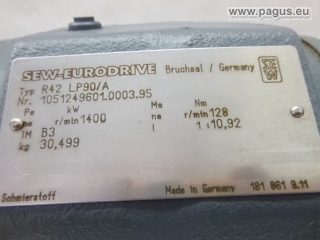 www.pagus.eu
SEW-EURODRIVE Bruchsal / Germany
Typ R42 LP90/A
Nr. 1051249601.0003.95
Pe kW Ma Nm
r/min 1400 na r/min 128
i 1:10,92
IM B3
kg 30,499
Schmierstoff
Made in Germany 181 861 9.11